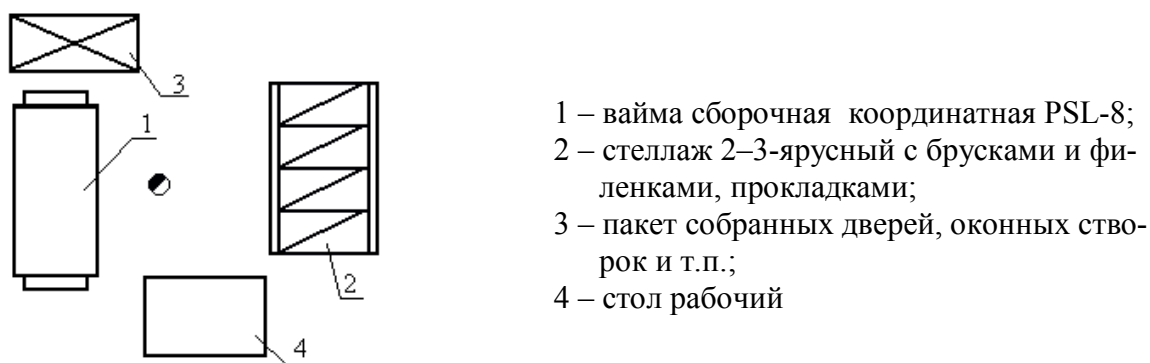 3
1
2
4
1 – вайма сборочная координатная PSL-8;
2 – стеллаж 2–3-ярусный с брусками и фи-
ленками, прокладками;
3 – пакет собранных дверей, оконных ство-
рок и т.п.;
4 – стол рабочий